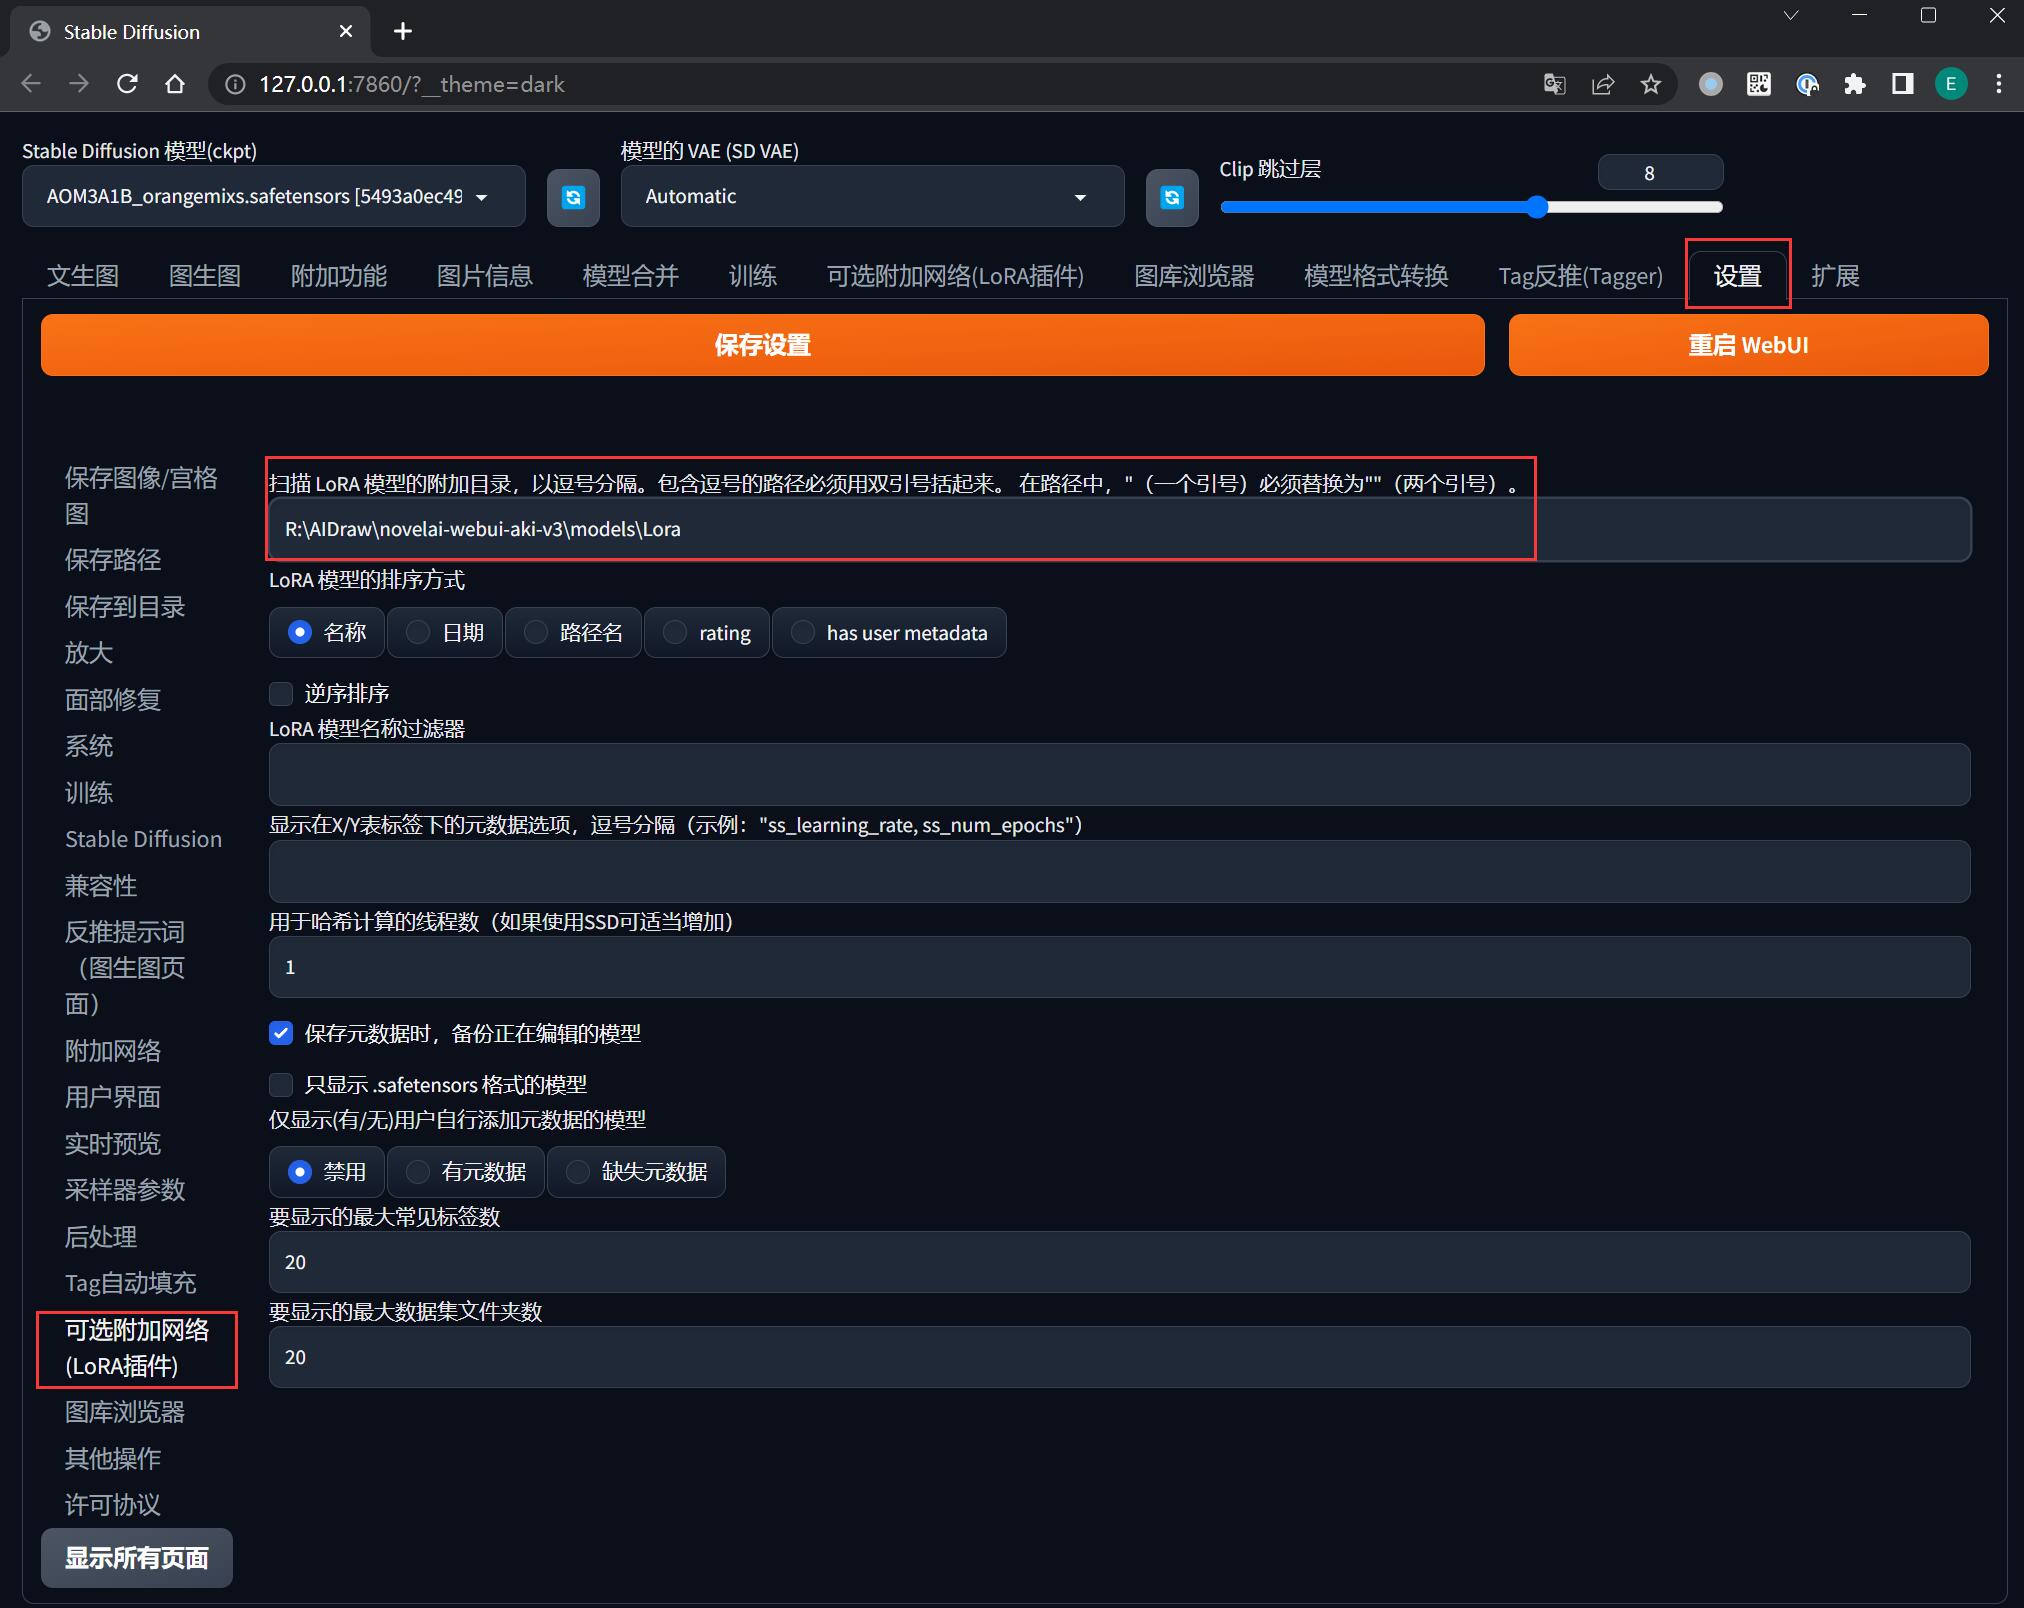 Stable Diffusion
127.0.0.1:7860/?__theme=dark
E
Stable Diffusion 模型(ckpt)
AOM3A1B_orangemixs.safetensors [5493a0ec49
模型的 VAE (SD VAE)
Automatic
Clip 跳过层
8
文生图 图生图 附加功能 图片信息 模型合并 训练 可选附加网络(LoRA插件) 图库浏览器 模型格式转换 Tag反推(Tagger) 设置 扩展
保存设置
重启 WebUI
保存图像/宫格
图
保存路径
保存到目录
放大
面部修复
系统
训练
Stable Diffusion
兼容性
反推提示词
（图生图页
面）
附加网络
用户界面
实时预览
采样器参数
后处理
Tag自动填充
可选附加网络
(LoRA插件)
图库浏览器
其他操作
许可协议
显示所有页面
扫描 LoRA 模型的附加目录，以逗号分隔。包含逗号的路径必须用双引号括起来。 在路径中，"（一个引号）必须替换为""（两个引号）。
R:\AIDraw\novelai-webui-aki-v3\models\Lora
LoRA 模型的排序方式
名称 日期 路径名 rating has user metadata
逆序排序
LoRA 模型名称过滤器
显示在X/Y表标签下的元数据选项，逗号分隔（示例："ss_learning_rate, ss_num_epochs"）
用于哈希计算的线程数（如果使用SSD可适当增加）
1
保存元数据时，备份正在编辑的模型
只显示 .safetensors 格式的模型
仅显示(有/无)用户自行添加元数据的模型
禁用 有元数据 缺失元数据
要显示的最大常见标签数
20
要显示的最大数据集文件夹数
20